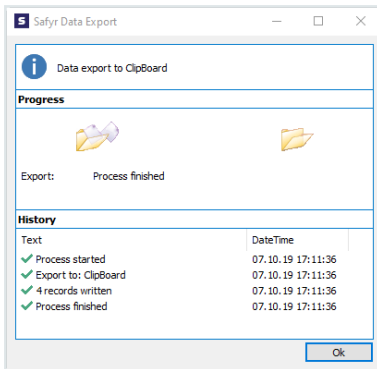 S Safyr Data Export
i Data export to ClipBoard
Progress
Export: Process finished
History
Text DateTime
Process started 07.10.19 17:11:36
Export to: ClipBoard 07.10.19 17:11:36
4 records written 07.10.19 17:11:36
Process finished 07.10.19 17:11:36
Ok